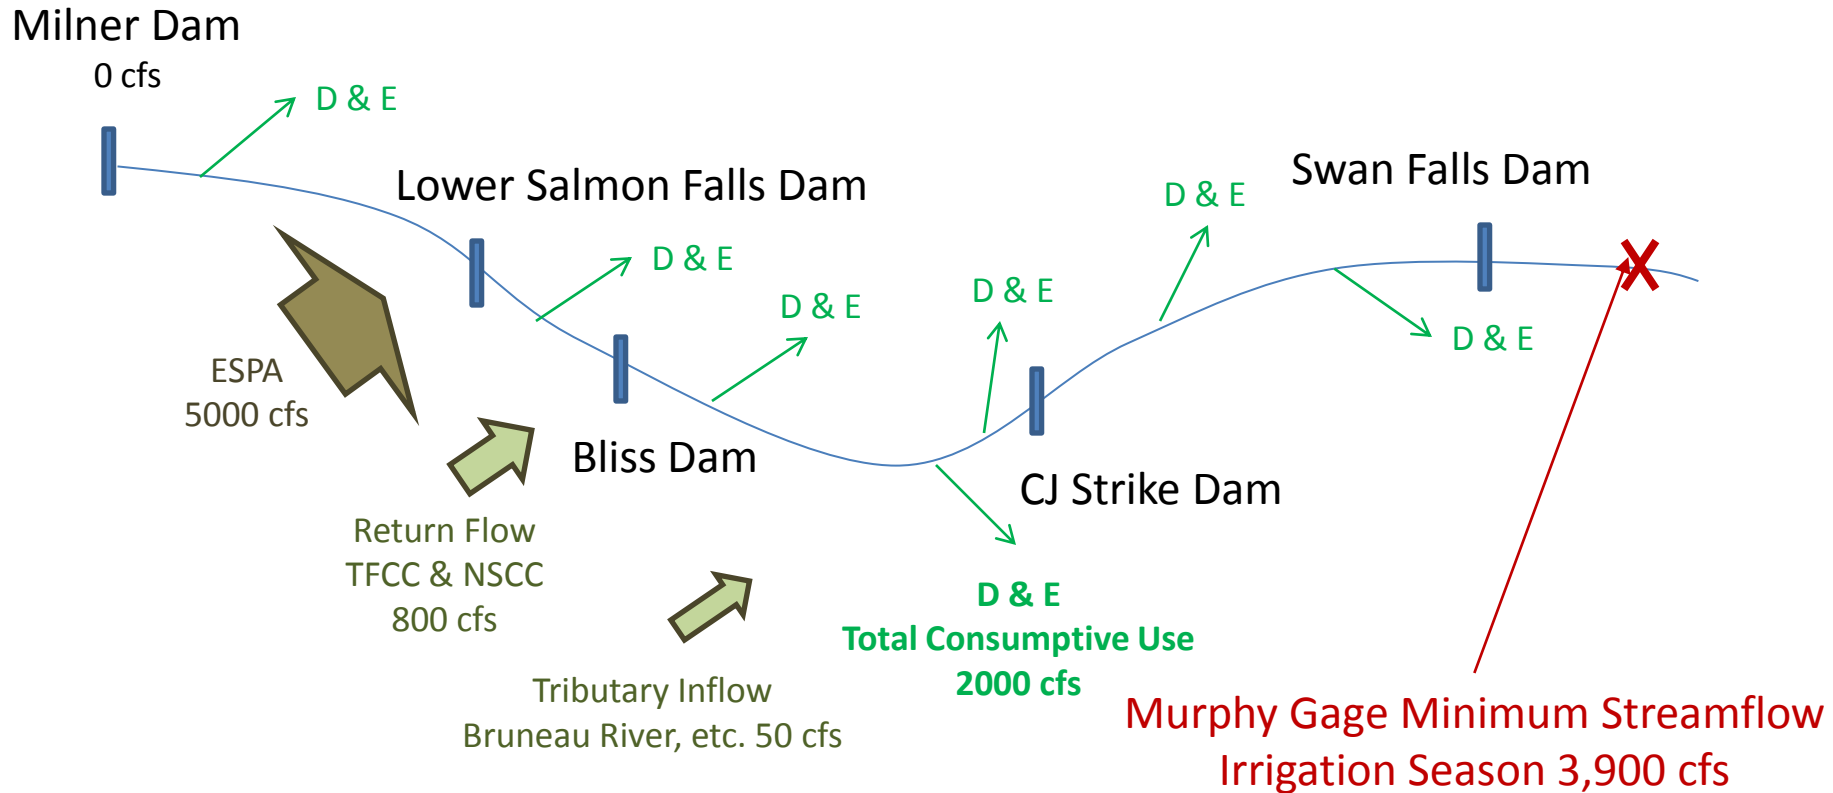 Milner Dam
0 cfs
D & E
Lower Salmon Falls Dam
D & E
D & E
D & E
D & E
Swan Falls Dam
D & E
ESPA
5000 cfs
Bliss Dam
CJ Strike Dam
Return Flow
TFCC & NSCC
800 cfs
D & E
Total Consumptive Use
2000 cfs
Tributary Inflow
Bruneau River, etc. 50 cfs
Murphy Gage Minimum Streamflow
Irrigation Season 3,900 cfs